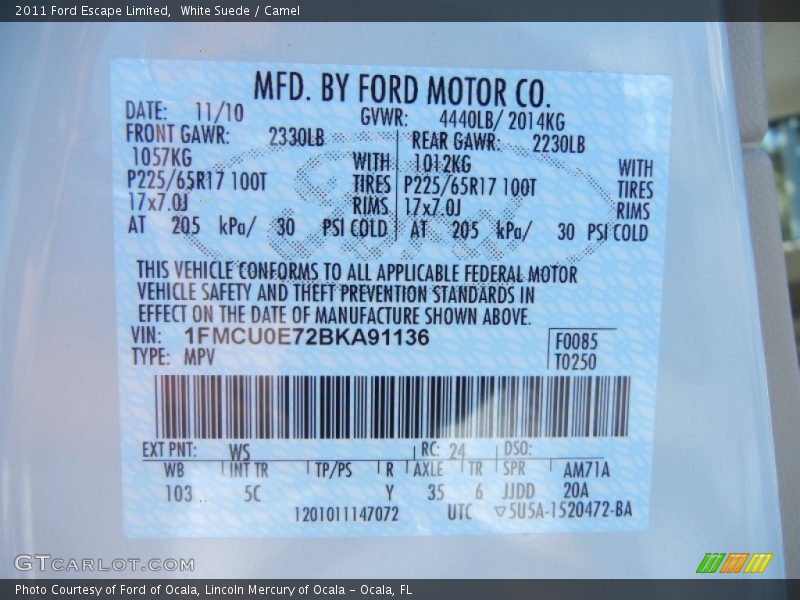 2011 Ford Escape Limited,  White Suede / Camel
MFD. BY FORD MOTOR CO.
DATE: 11/10 GVWR: 4440LB/ 2014KG
FRONT GAWR: 2330LB REAR GAWR: 2230LB
1057KG WITH 1012KG WITH
P225/65R17 100T TIRES P225/65R17 100T TIRES
17x7.0J RIMS 17x7.0J RIMS
AT 205 kPa/ 30 PSI COLD AT 205 kPa/ 30 PSI COLD
THIS VEHICLE CONFORMS TO ALL APPLICABLE FEDERAL MOTOR
VEHICLE SAFETY AND THEFT PREVENTION STANDARDS IN
EFFECT ON THE DATE OF MANUFACTURE SHOWN ABOVE.
VIN: 1FMCU0E72BKA91136 F0085
TYPE: MPV T0250
EXT PNT: WS RC: 24 DSO:
WB INT TR TP/PS R AXLE TR SPR AM71A
103 5C Y 35 6 JJDD 20A
1201011147072 UTC ▽5U5A-1520472-BA
GTCARLOT.COM
Photo Courtesy of Ford of Ocala, Lincoln Mercury of Ocala – Ocala, FL